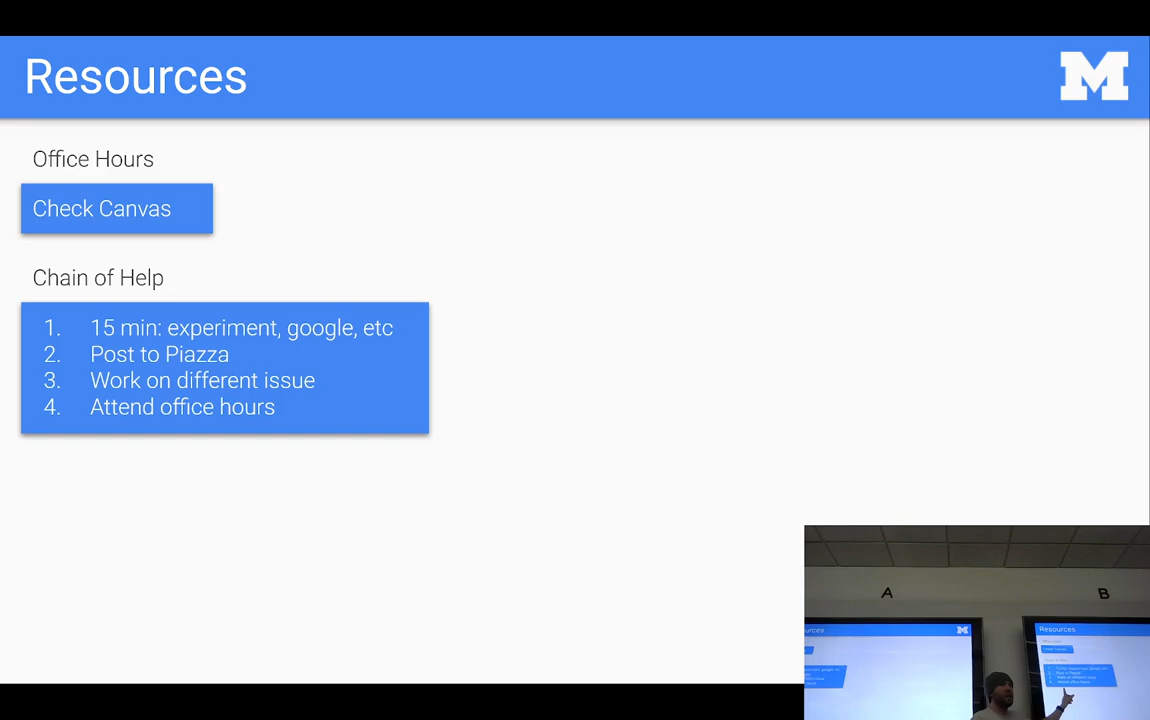 Resources
M
Office Hours
Check Canvas
Chain of Help
1. 15 min: experiment, google, etc
2. Post to Piazza
3. Work on different issue
4. Attend office hours
A
B
Resources
M